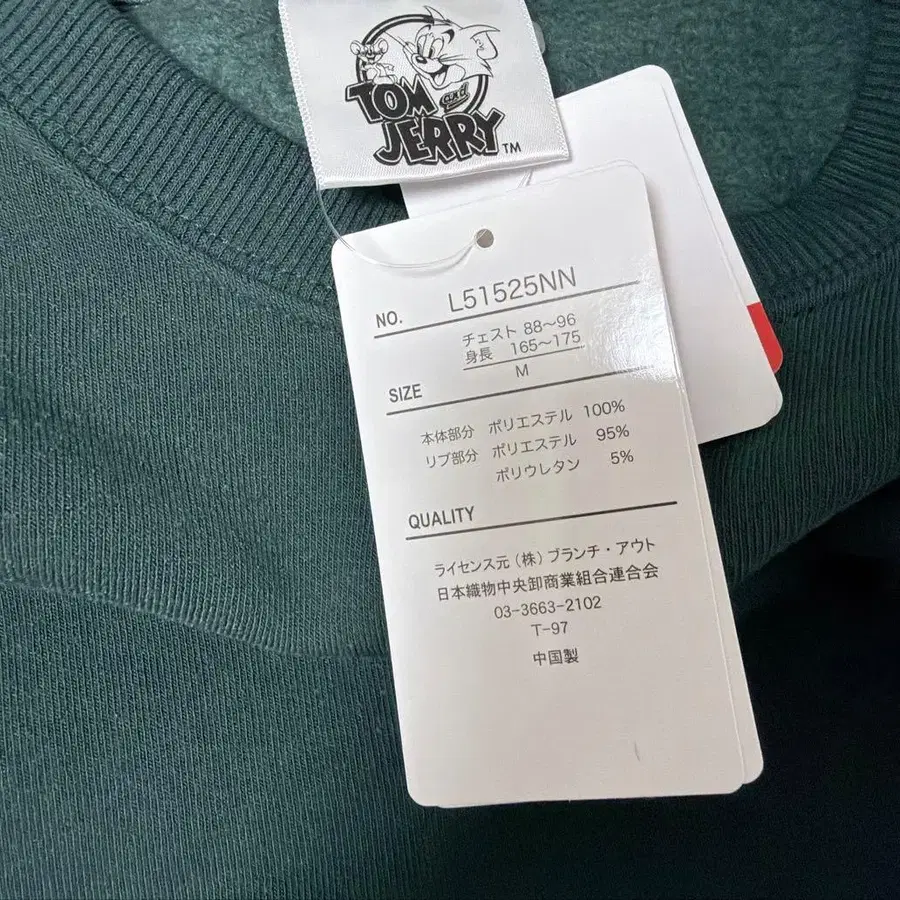 TOM and
JERRY TM
NO. L51525NN
チェスト 88〜96
身長 165〜175
M
SIZE
本体部分 ポリエステル 100%
リブ部分 ポリエステル 95%
ポリウレタン 5%
QUALITY
ライセンス元(株)ブランチ・アウト
日本織物中央卸商業組合連合会
03-3663-2102
T-97
中国製